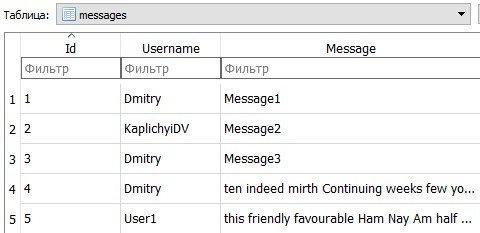 Таблица: messages
Id Username Message
Фильтр Фильтр Фильтр
1 1 Dmitry Message1
2 2 KaplichyiDV Message2
3 3 Dmitry Message3
4 4 Dmitry ten indeed mirth Continuing weeks few yo...
5 5 User1 this friendly favourable Ham Nay Am half ...